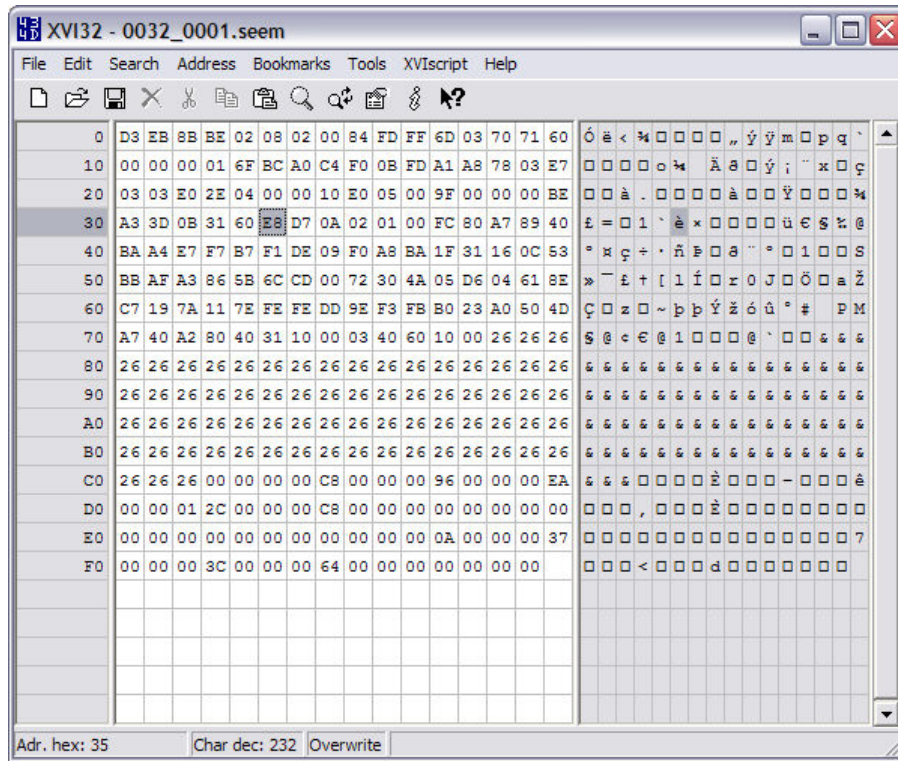 XVI32 - 0032_0001.seem
File Edit Search Address Bookmarks Tools XVIscript Help
0 D3 EB 8B BE 02 08 02 00 84 FD FF 6D 03 70 71 60 Ó ë ‹ ¾ □ □ □ □ „ ý ÿ m □ p q `
10 00 00 00 01 6F BC A0 C4 F0 0B FD A1 A8 78 03 E7 □ □ □ □ o ¼ Ä ð □ ý ¡ ¨ x □ ç
20 03 03 E0 2E 04 00 00 10 E0 05 00 9F 00 00 00 BE □ □ à . □ □ □ □ à □ □ Ÿ □ □ □ ¾
30 A3 3D 0B 31 60 E8 D7 0A 02 01 00 FC 80 A7 89 40 £ = □ 1 ` è × □ □ □ □ ü € § ‰ @
40 BA A4 E7 F7 B7 F1 DE 09 F0 A8 BA 1F 31 16 0C 53 º ¤ ç ÷ · ñ Þ □ ð ¨ º □ 1 □ □ S
50 BB AF A3 86 5B 6C CD 00 72 30 4A 05 D6 04 61 8E » ¯ £ † [ l Í □ r 0 J □ Ö □ a Ž
60 C7 19 7A 11 7E FE FE DD 9E F3 FB B0 23 A0 50 4D Ç □ z □ ~ þ þ Ý ž ó û ° # P M
70 A7 40 A2 80 40 31 10 00 03 40 60 10 00 26 26 26 § @ ¢ € @ 1 □ □ □ @ ` □ □ & & &
80 26 26 26 26 26 26 26 26 26 26 26 26 26 26 26 26 & & & & & & & & & & & & & & & &
90 26 26 26 26 26 26 26 26 26 26 26 26 26 26 26 26 & & & & & & & & & & & & & & & &
A0 26 26 26 26 26 26 26 26 26 26 26 26 26 26 26 26 & & & & & & & & & & & & & & & &
B0 26 26 26 26 26 26 26 26 26 26 26 26 26 26 26 26 & & & & & & & & & & & & & & & &
C0 26 26 26 00 00 00 00 C8 00 00 00 96 00 00 00 EA & & & □ □ □ □ È □ □ □ – □ □ □ ê
D0 00 00 01 2C 00 00 00 C8 00 00 00 00 00 00 00 00 □ □ □ , □ □ □ È □ □ □ □ □ □ □ □
E0 00 00 00 00 00 00 00 00 00 00 00 0A 00 00 00 37 □ □ □ □ □ □ □ □ □ □ □ □ □ □ □ 7
F0 00 00 00 3C 00 00 00 64 00 00 00 00 00 00 00 □ □ □ < □ □ □ d □ □ □ □ □ □ □
Adr. hex: 35 Char dec: 232 Overwrite